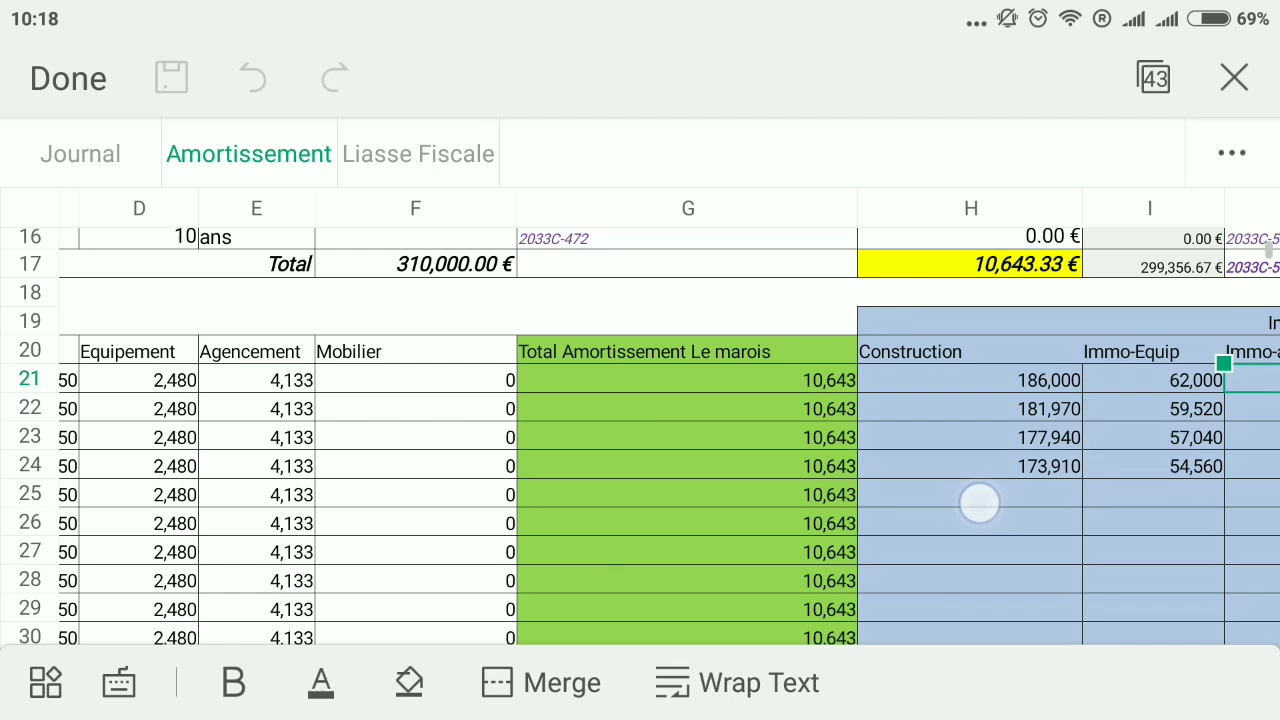 10:18 ... R 69%
Done 43
Journal Amortissement Liasse Fiscale ...
D E F G H I
16 10 ans 2033C-472 0.00 € 0.00 € 2033C-5
17 Total 310,000.00 € 10,643.33 € 299,356.67 € 2033C-5
18
19 In
20 Equipement Agencement Mobilier Total Amortissement Le marois Construction Immo-Equip Immo-a
21 50 2,480 4,133 0 10,643 186,000 62,000
22 50 2,480 4,133 0 10,643 181,970 59,520
23 50 2,480 4,133 0 10,643 177,940 57,040
24 50 2,480 4,133 0 10,643 173,910 54,560
25 50 2,480 4,133 0 10,643
26 50 2,480 4,133 0 10,643
27 50 2,480 4,133 0 10,643
28 50 2,480 4,133 0 10,643
29 50 2,480 4,133 0 10,643
30 50 2,480 4,133 0 10,643
B A Merge Wrap Text